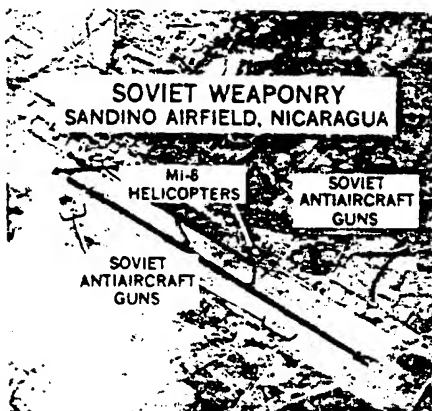 SOVIET WEAPONRY
SANDINO AIRFIELD, NICARAGUA
Mi-8
HELICOPTERS
SOVIET
ANTIAIRCRAFT
GUNS
SOVIET
ANTIAIRCRAFT
GUNS